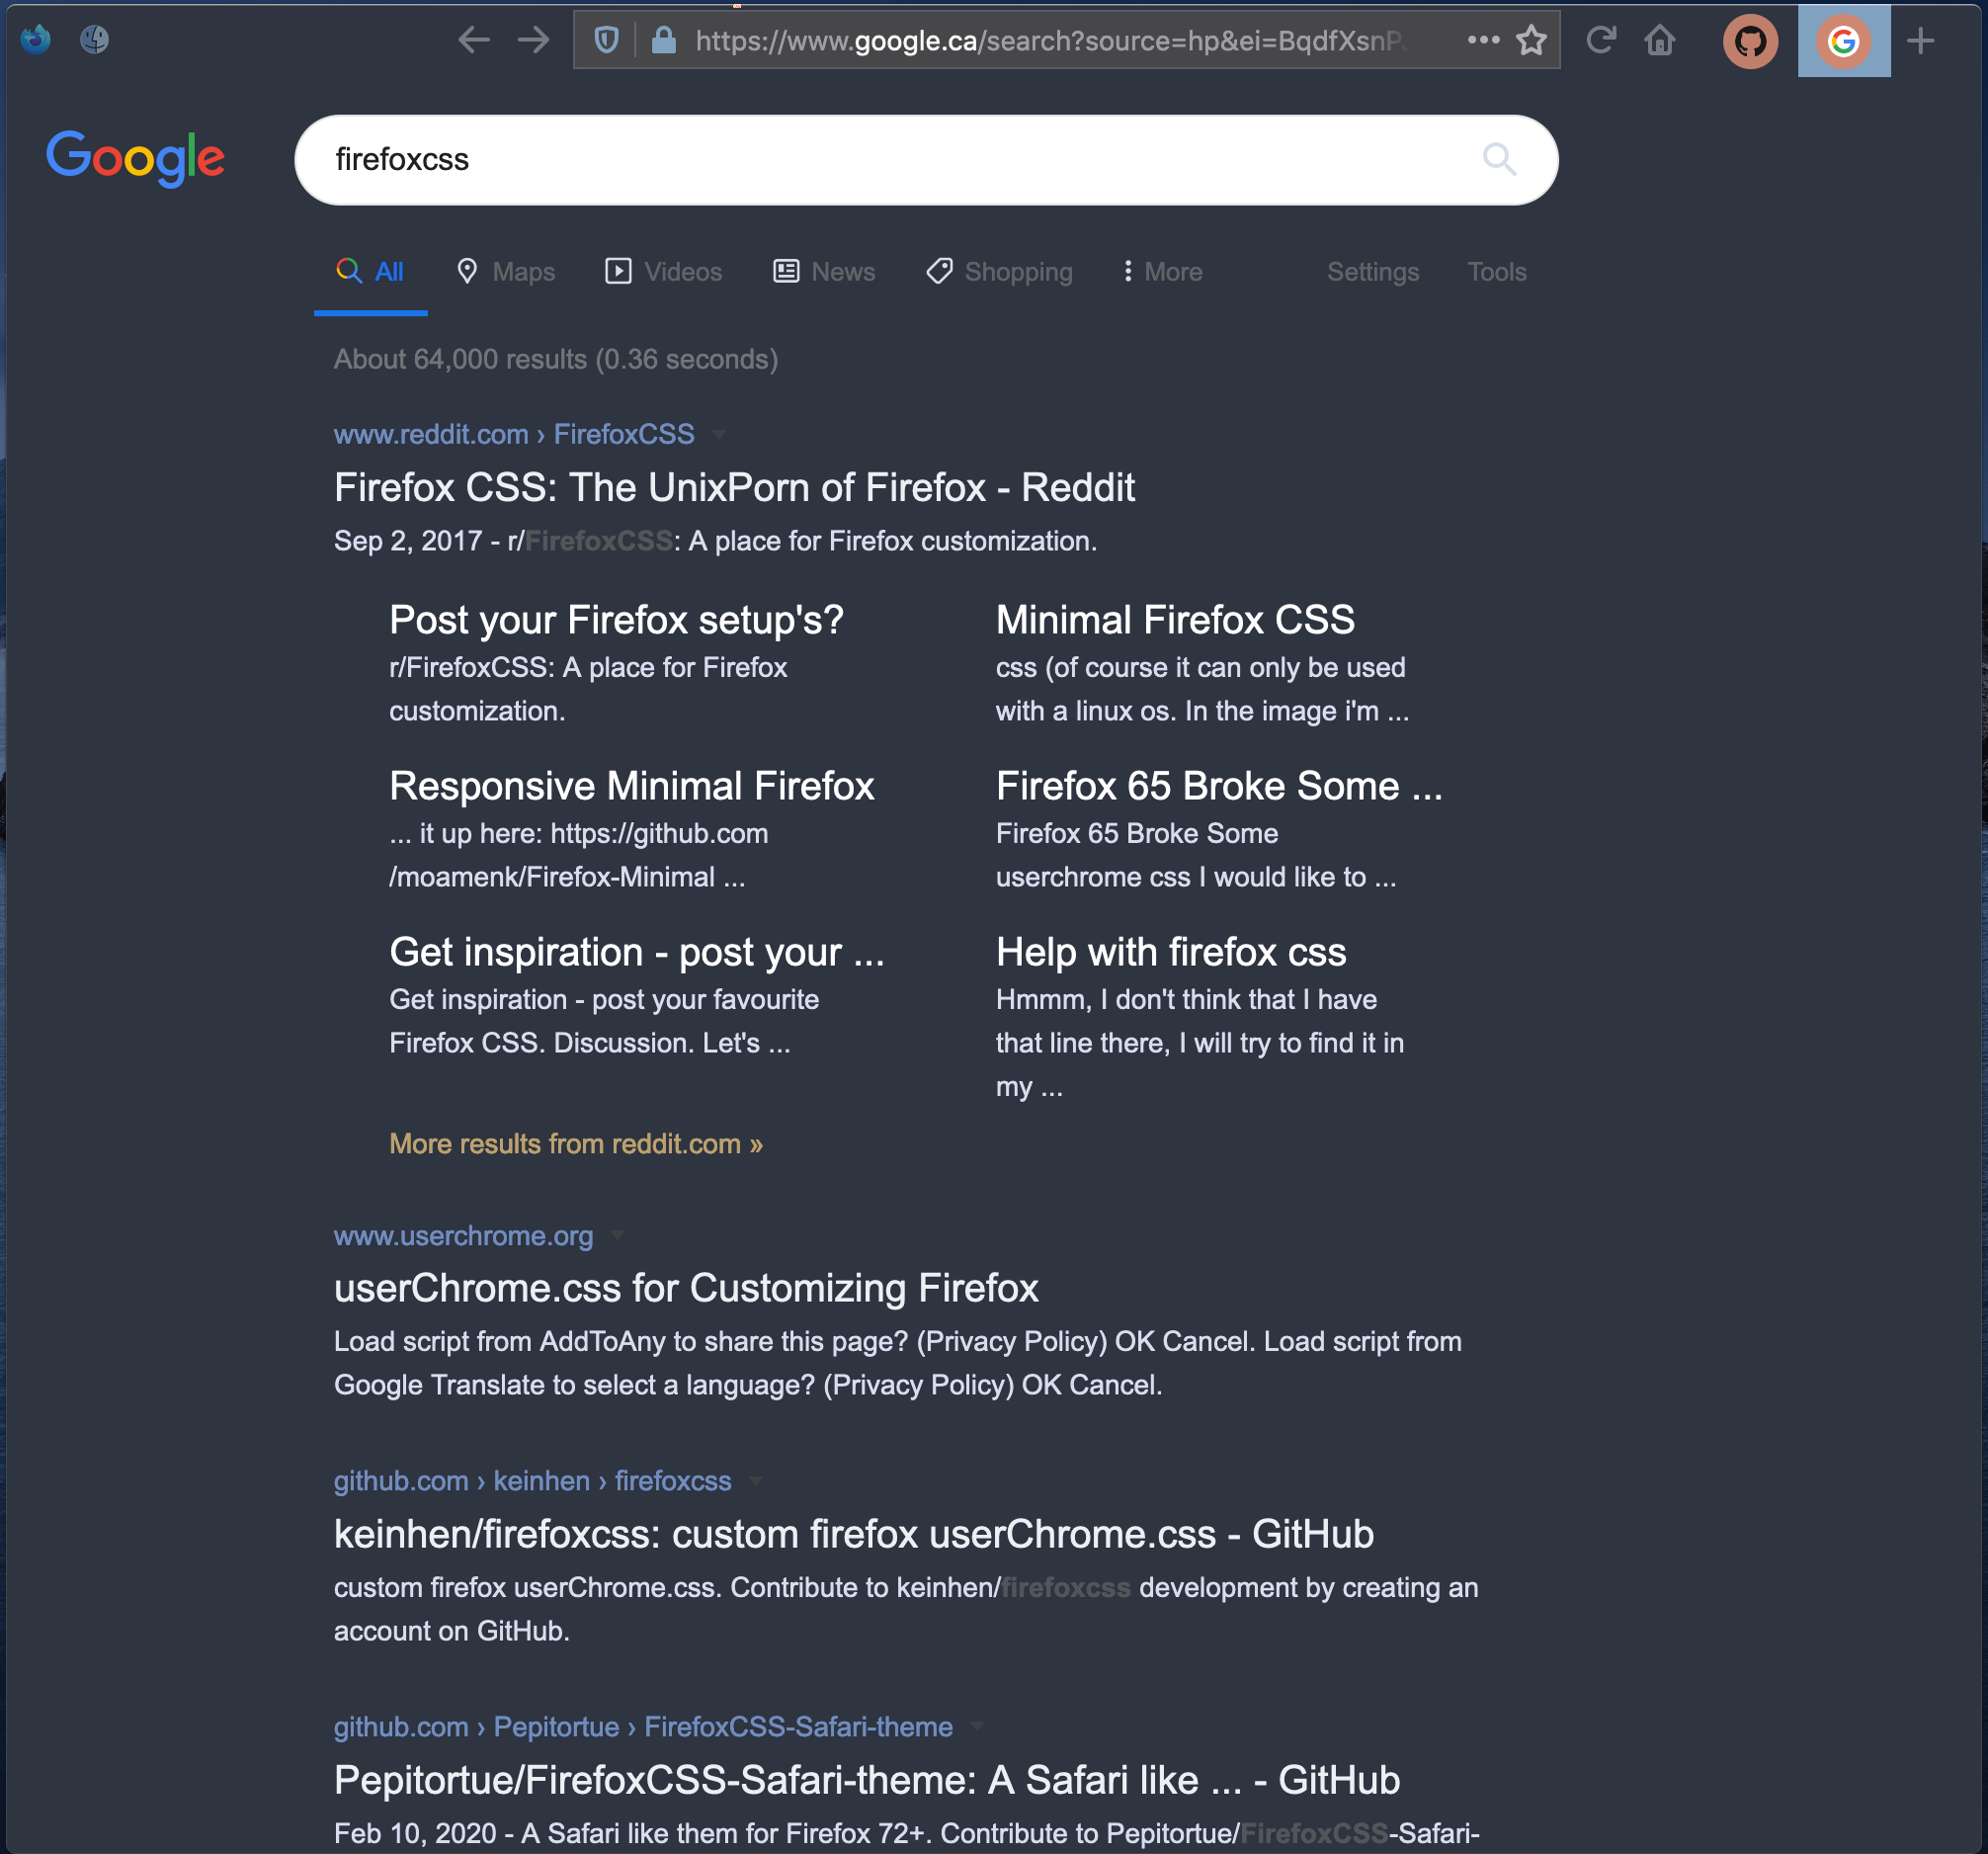 https://www.google.ca/search?source=hp&ei=BqdfXsnP
Google
firefoxcss
All Maps Videos News Shopping More Settings Tools
About 64,000 results (0.36 seconds)
www.reddit.com › FirefoxCSS
Firefox CSS: The UnixPorn of Firefox - Reddit
Sep 2, 2017 - r/FirefoxCSS: A place for Firefox customization.
Post your Firefox setup's?
r/FirefoxCSS: A place for Firefox
customization.
Minimal Firefox CSS
css (of course it can only be used
with a linux os. In the image i'm ...
Responsive Minimal Firefox
... it up here: https://github.com
/moamenk/Firefox-Minimal ...
Firefox 65 Broke Some ...
Firefox 65 Broke Some
userchrome css I would like to ...
Get inspiration - post your ...
Get inspiration - post your favourite
Firefox CSS. Discussion. Let's ...
Help with firefox css
Hmmm, I don't think that I have
that line there, I will try to find it in
my ...
More results from reddit.com »
www.userchrome.org
userChrome.css for Customizing Firefox
Load script from AddToAny to share this page? (Privacy Policy) OK Cancel. Load script from
Google Translate to select a language? (Privacy Policy) OK Cancel.
github.com › keinhen › firefoxcss
keinhen/firefoxcss: custom firefox userChrome.css - GitHub
custom firefox userChrome.css. Contribute to keinhen/firefoxcss development by creating an
account on GitHub.
github.com › Pepitortue › FirefoxCSS-Safari-theme
Pepitortue/FirefoxCSS-Safari-theme: A Safari like ... - GitHub
Feb 10, 2020 - A Safari like them for Firefox 72+. Contribute to Pepitortue/FirefoxCSS-Safari-